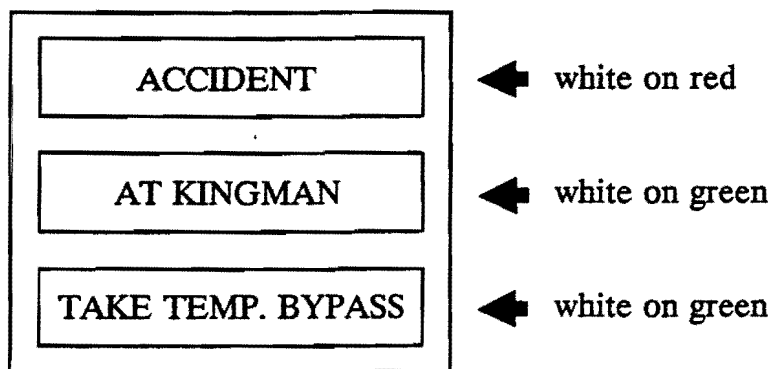 ACCIDENT white on red
AT KINGMAN white on green
TAKE TEMP. BYPASS white on green